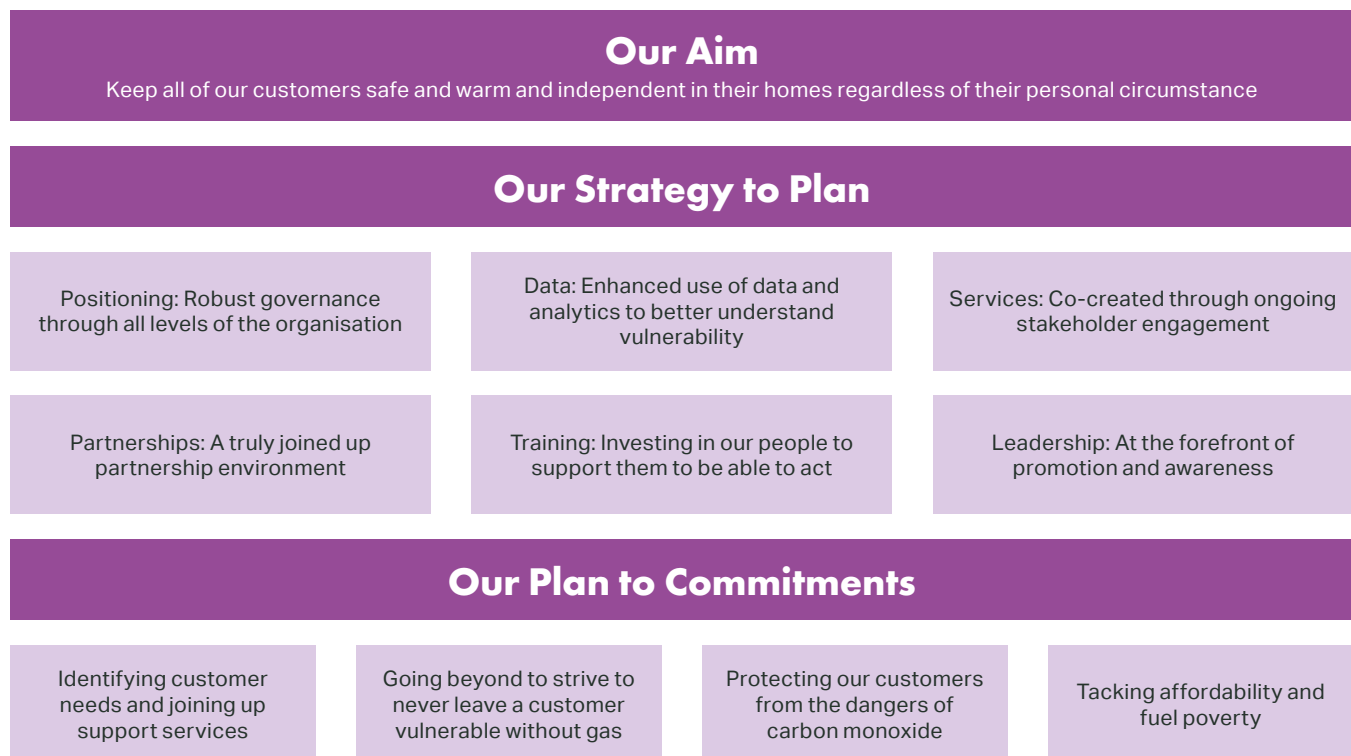 Our Aim
Keep all of our customers safe and warm and independent in their homes regardless of their personal circumstance
Our Strategy to Plan
Positioning: Robust governance
through all levels of the organisation
Data: Enhanced use of data and
analytics to better understand
vulnerability
Services: Co-created through ongoing
stakeholder engagement
Partnerships: A truly joined up
partnership environment
Training: Investing in our people to
support them to be able to act
Leadership: At the forefront of
promotion and awareness
Our Plan to Commitments
Identifying customer
needs and joining up
support services
Going beyond to strive to
never leave a customer
vulnerable without gas
Protecting our customers
from the dangers of
carbon monoxide
Tacking affordability and
fuel poverty